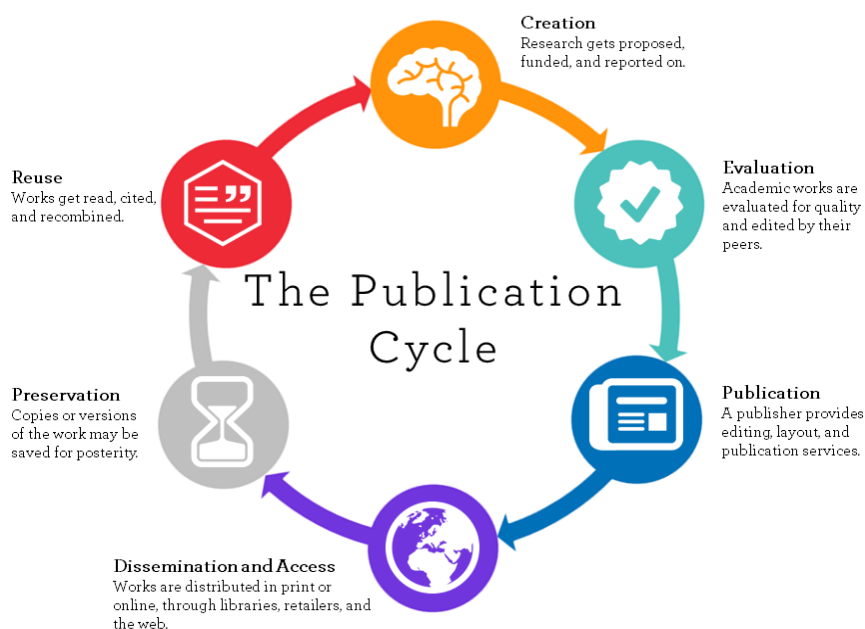 Creation
Research gets proposed,
funded, and reported on.
Evaluation
Academic works are
evaluated for quality
and edited by their
peers.
Publication
A publisher provides
editing, layout, and
publication services.
Dissemination and Access
Works are distributed in print or
online, through libraries, retailers, and
the web.
Preservation
Copies or versions
of the work may be
saved for posterity.
Reuse
Works get read, cited,
and recombined.
The Publication
Cycle